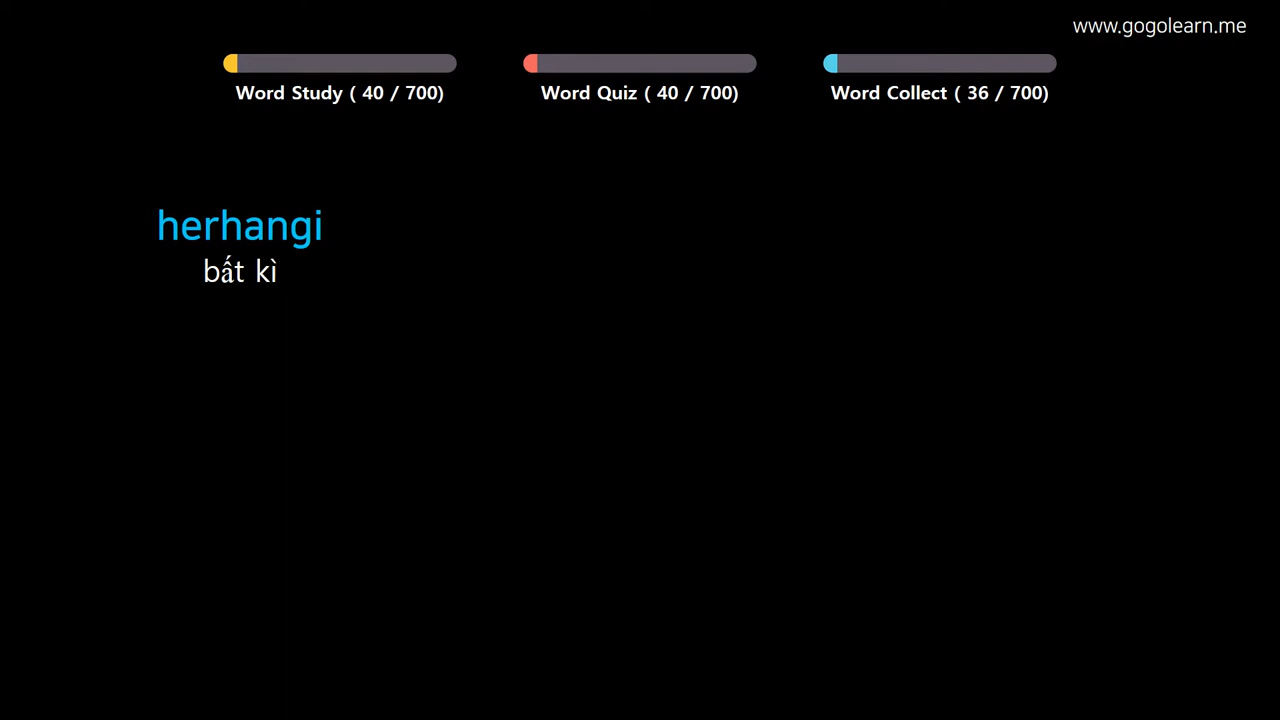 www.gogolearn.me
Word Study ( 40 / 700)
Word Quiz ( 40 / 700)
Word Collect ( 36 / 700)
herhangi
bất kì